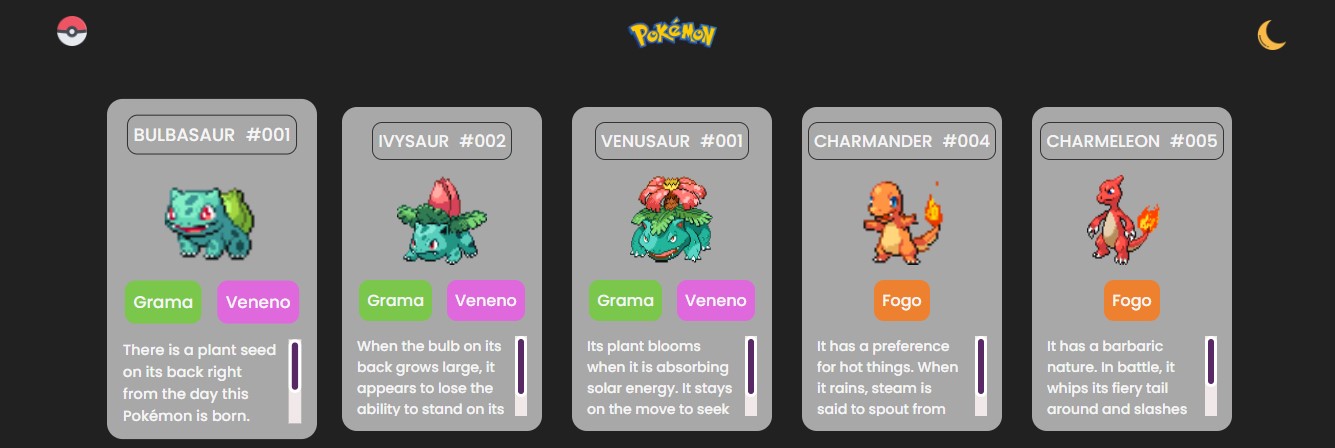 POKéMON
BULBASAUR #001
Grama Veneno
There is a plant seed
on its back right
from the day this
Pokémon is born.
IVYSAUR #002
Grama Veneno
When the bulb on its
back grows large, it
appears to lose the
ability to stand on its
VENUSAUR #001
Grama Veneno
Its plant blooms
when it is absorbing
solar energy. It stays
on the move to seek
CHARMANDER #004
Fogo
It has a preference
for hot things. When
it rains, steam is
said to spout from
CHARMELEON #005
Fogo
It has a barbaric
nature. In battle, it
whips its fiery tail
around and slashes